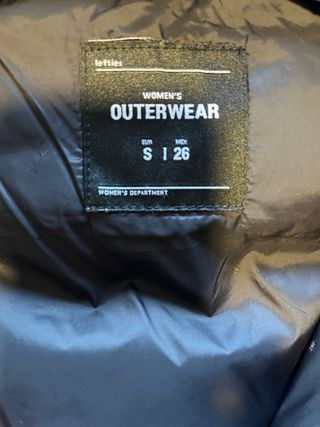 lefties
WOMEN'S
OUTERWEAR
EUR MEX
S | 26
WOMEN'S DEPARTMENT